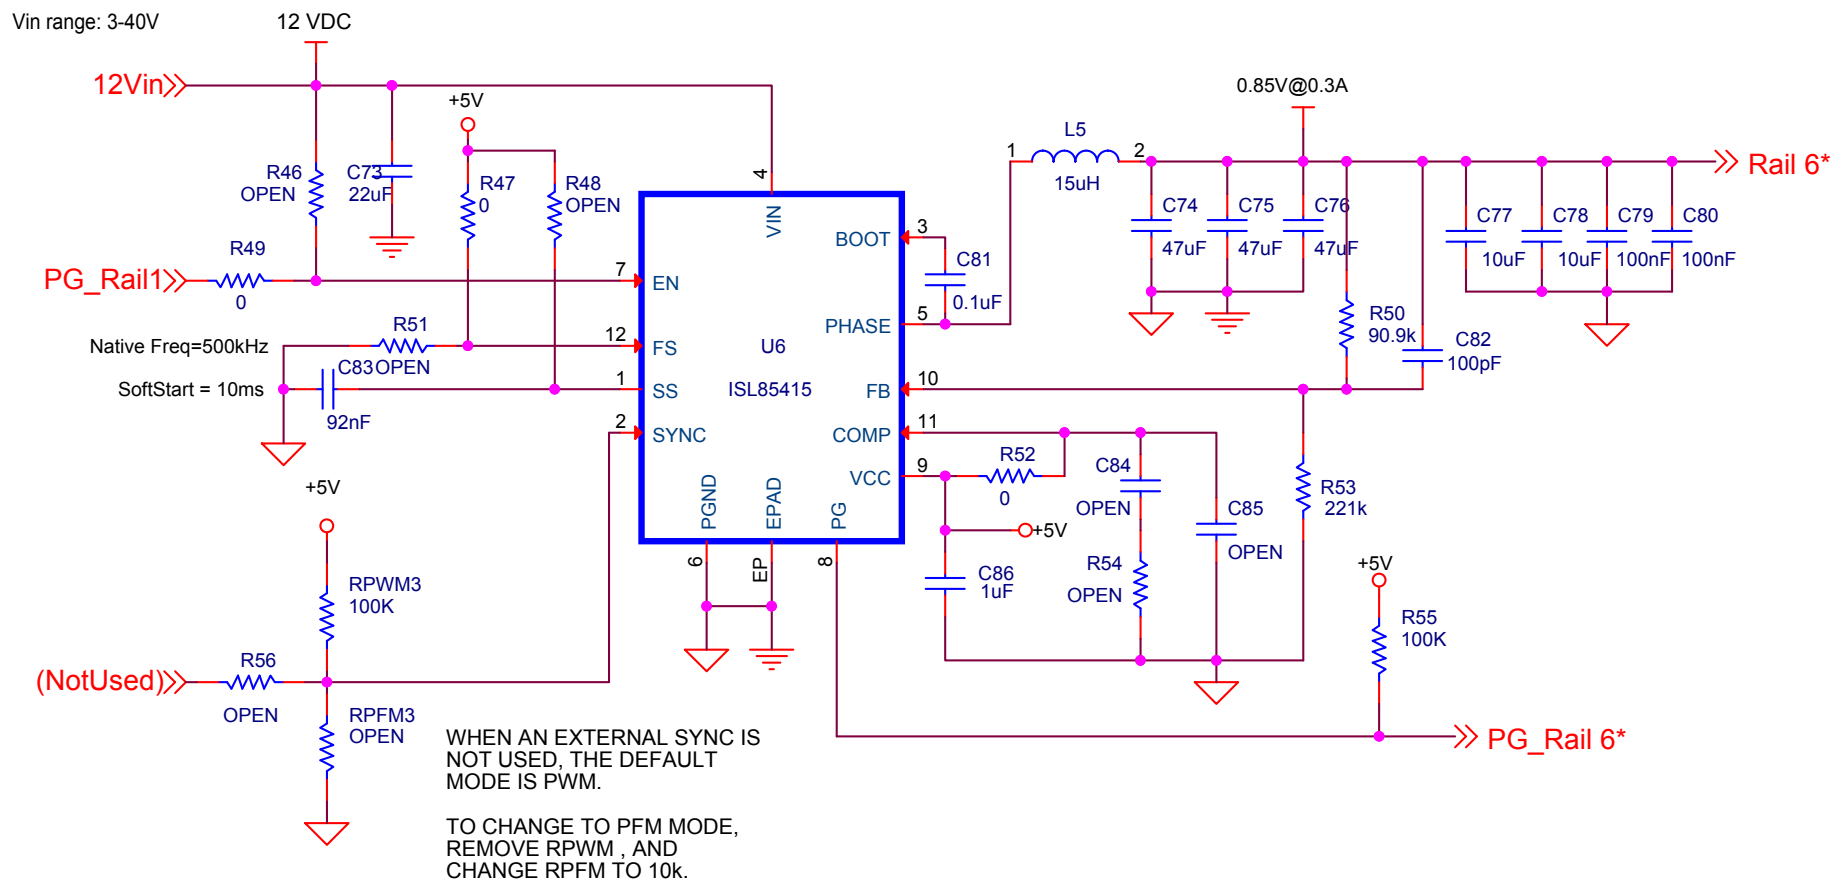 Vin range: 3-40V
12 VDC
12Vin
+5V
0.85V@0.3A
L5
1
2
15uH
Rail 6*
R46
OPEN
C73
22uF
R47
0
R48
OPEN
4
VIN
BOOT
3
C81
0.1uF
C74
47uF
C75
47uF
C76
47uF
C77
10uF
C78
10uF
C79
100nF
C80
100nF
R49
0
PG_Rail1
7
EN
PHASE
5
R50
90.9k
C82
100pF
Native Freq=500kHz
R51
OPEN
12
FS
U6
ISL85415
SoftStart = 10ms
C83
92nF
1
SS
FB
10
2
SYNC
COMP
11
VCC
9
R52
0
C84
OPEN
C85
OPEN
R53
221k
PGND
EPAD
PG
6
EP
8
+5V
C86
1uF
R54
OPEN
+5V
R55
100K
+5V
RPWM3
100K
(NotUsed)
R56
OPEN
RPFM3
OPEN
PG_Rail 6*
WHEN AN EXTERNAL SYNC IS
NOT USED, THE DEFAULT
MODE IS PWM.
TO CHANGE TO PFM MODE,
REMOVE RPWM , AND
CHANGE RPFM TO 10k.